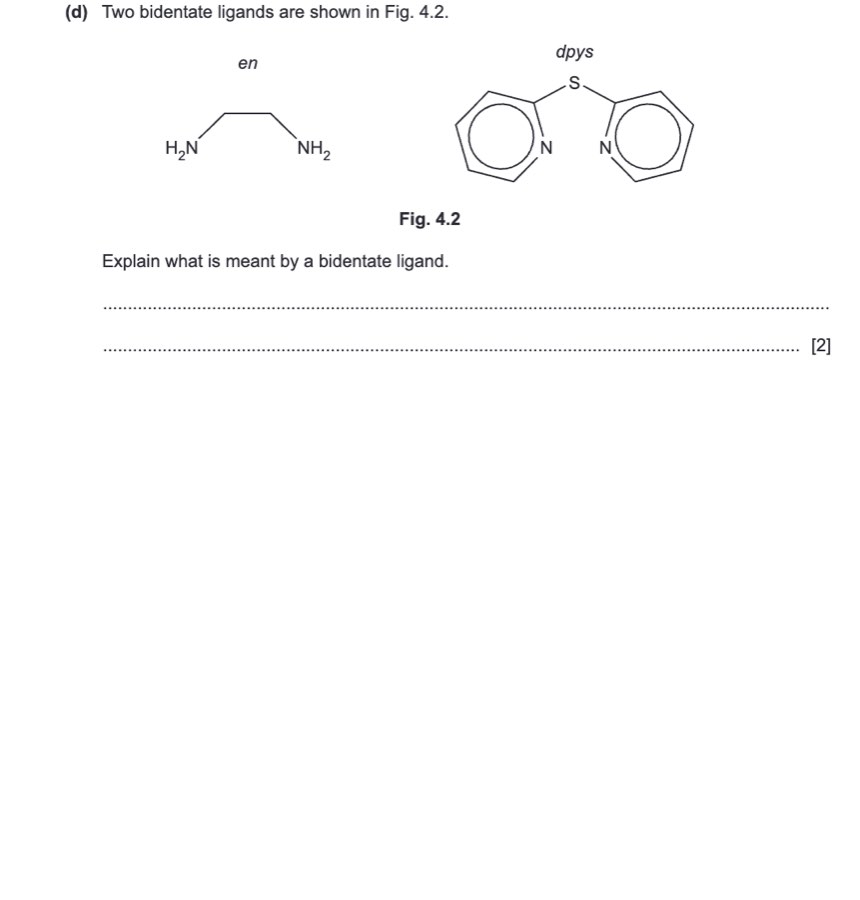 (d) Two bidentate ligands are shown in Fig. 4.2.
en
dpys
S
H₂N
NH₂
N
N
Fig. 4.2
Explain what is meant by a bidentate ligand.
..........................................................................................................................................
.................................................................................................................................... [2]